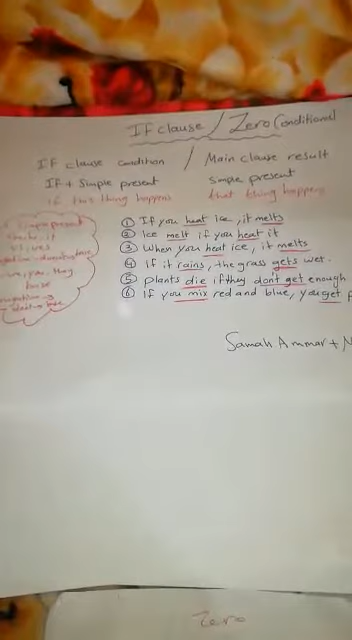 IF clause / Zero Conditional
IF clause condition / Main clause result
IF + Simple present simple present
if this thing happens that thing happens
simple present
① If you heat ice, it melts
② Ice melt if you heat it
③ When you heat ice, it melts
④ If it rains, the grass gets wet.
⑤ plants die if they don't get enough
⑥ If you mix red and blue, you get p
Samah Ammar + N
Zero